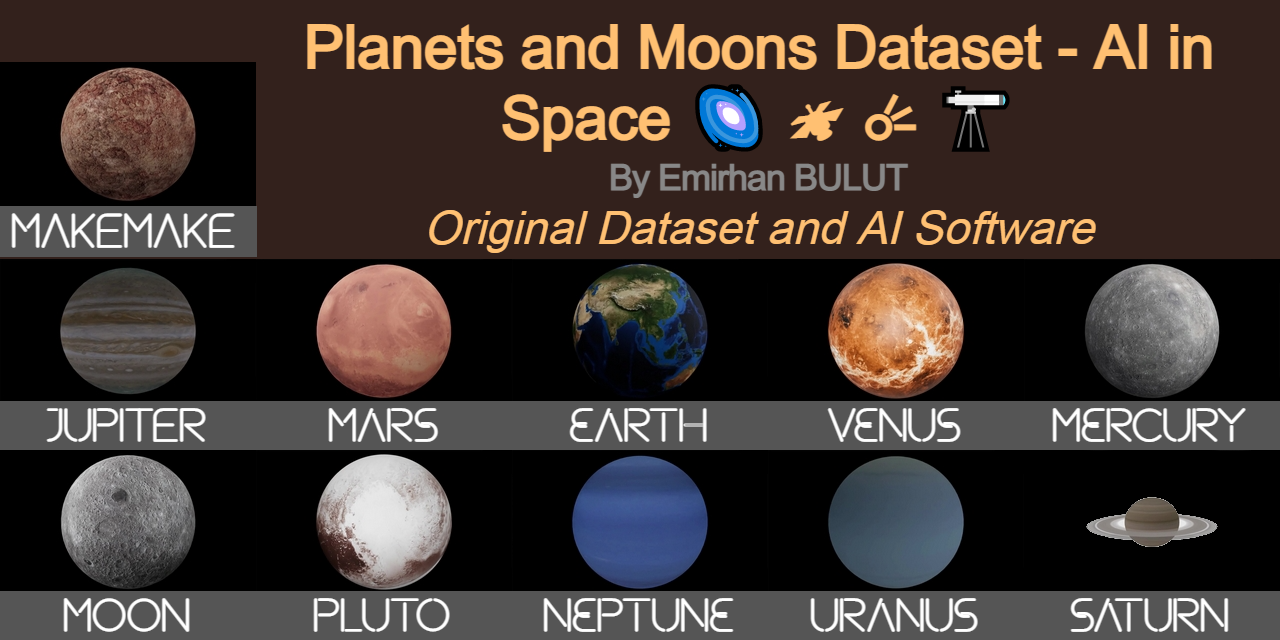 Planets and Moons Dataset - AI in
Space
By Emirhan BULUT
Original Dataset and AI Software
MAKEMAKE
JUPITER
MARS
EARTH
VENUS
MERCURY
MOON
PLUTO
NEPTUNE
URANUS
SATURN